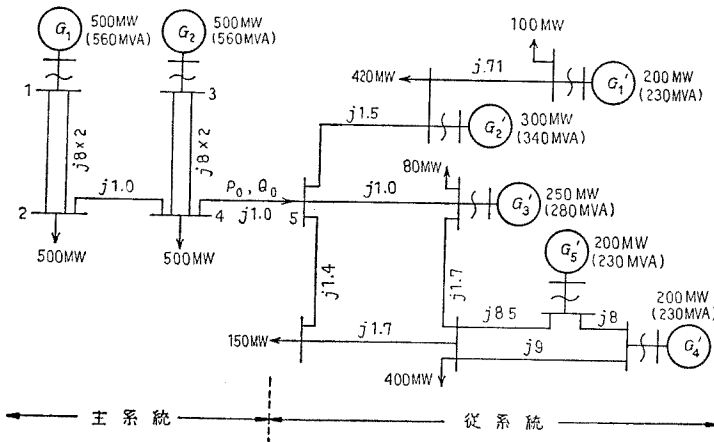 G₁
500MW
(560MVA)
G₂
500MW
(560MVA)
1
3
j8×2
j8×2
j1.0
2
4
500MW
500MW
P₀, Q₀
j1.0
5
100MW
420MW
j.71
G₁′
200MW
(230MVA)
j1.5
G₂′
300MW
(340MVA)
80MW
j1.0
G₃′
250MW
(280MVA)
j1.4
j1.7
G₅′
200MW
(230MVA)
j8.5
j8
200MW
(230MVA)
G₄′
150MW
j1.7
j9
400MW
主系統
従系統